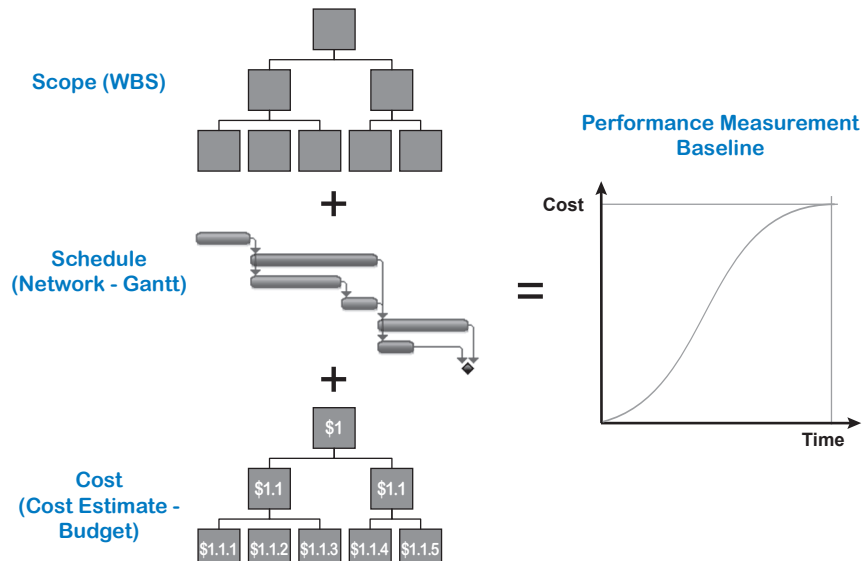 Scope (WBS)
+
Schedule
(Network - Gantt)
+
Cost
(Cost Estimate -
Budget)
$1
$1.1 $1.1
$1.1.1 $1.1.2 $1.1.3 $1.1.4 $1.1.5
=
Performance Measurement
Baseline
Cost
Time